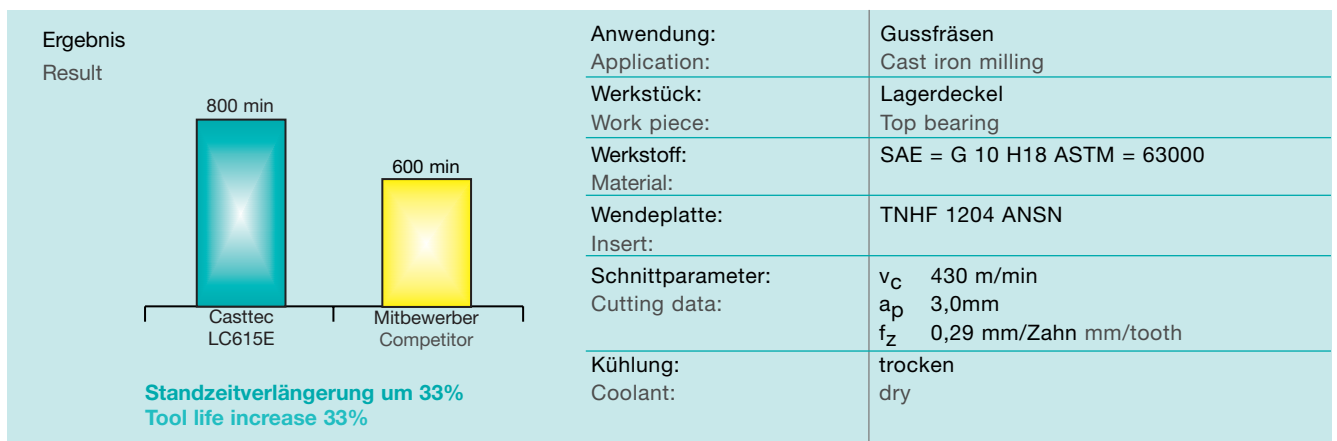 Ergebnis
Result
800 min
600 min
Casttec
LC615E
Mitbewerber
Competitor
Standzeitverlängerung um 33%
Tool life increase 33%
Anwendung:
Application:
Gussfräsen
Cast iron milling
Werkstück:
Work piece:
Lagerdeckel
Top bearing
Werkstoff:
Material:
SAE = G 10 H18 ASTM = 63000
Wendeplatte:
Insert:
TNHF 1204 ANSN
Schnittparameter:
Cutting data:
vC 430 m/min
ap 3,0mm
fZ 0,29 mm/Zahn mm/tooth
Kühlung:
Coolant:
trocken
dry